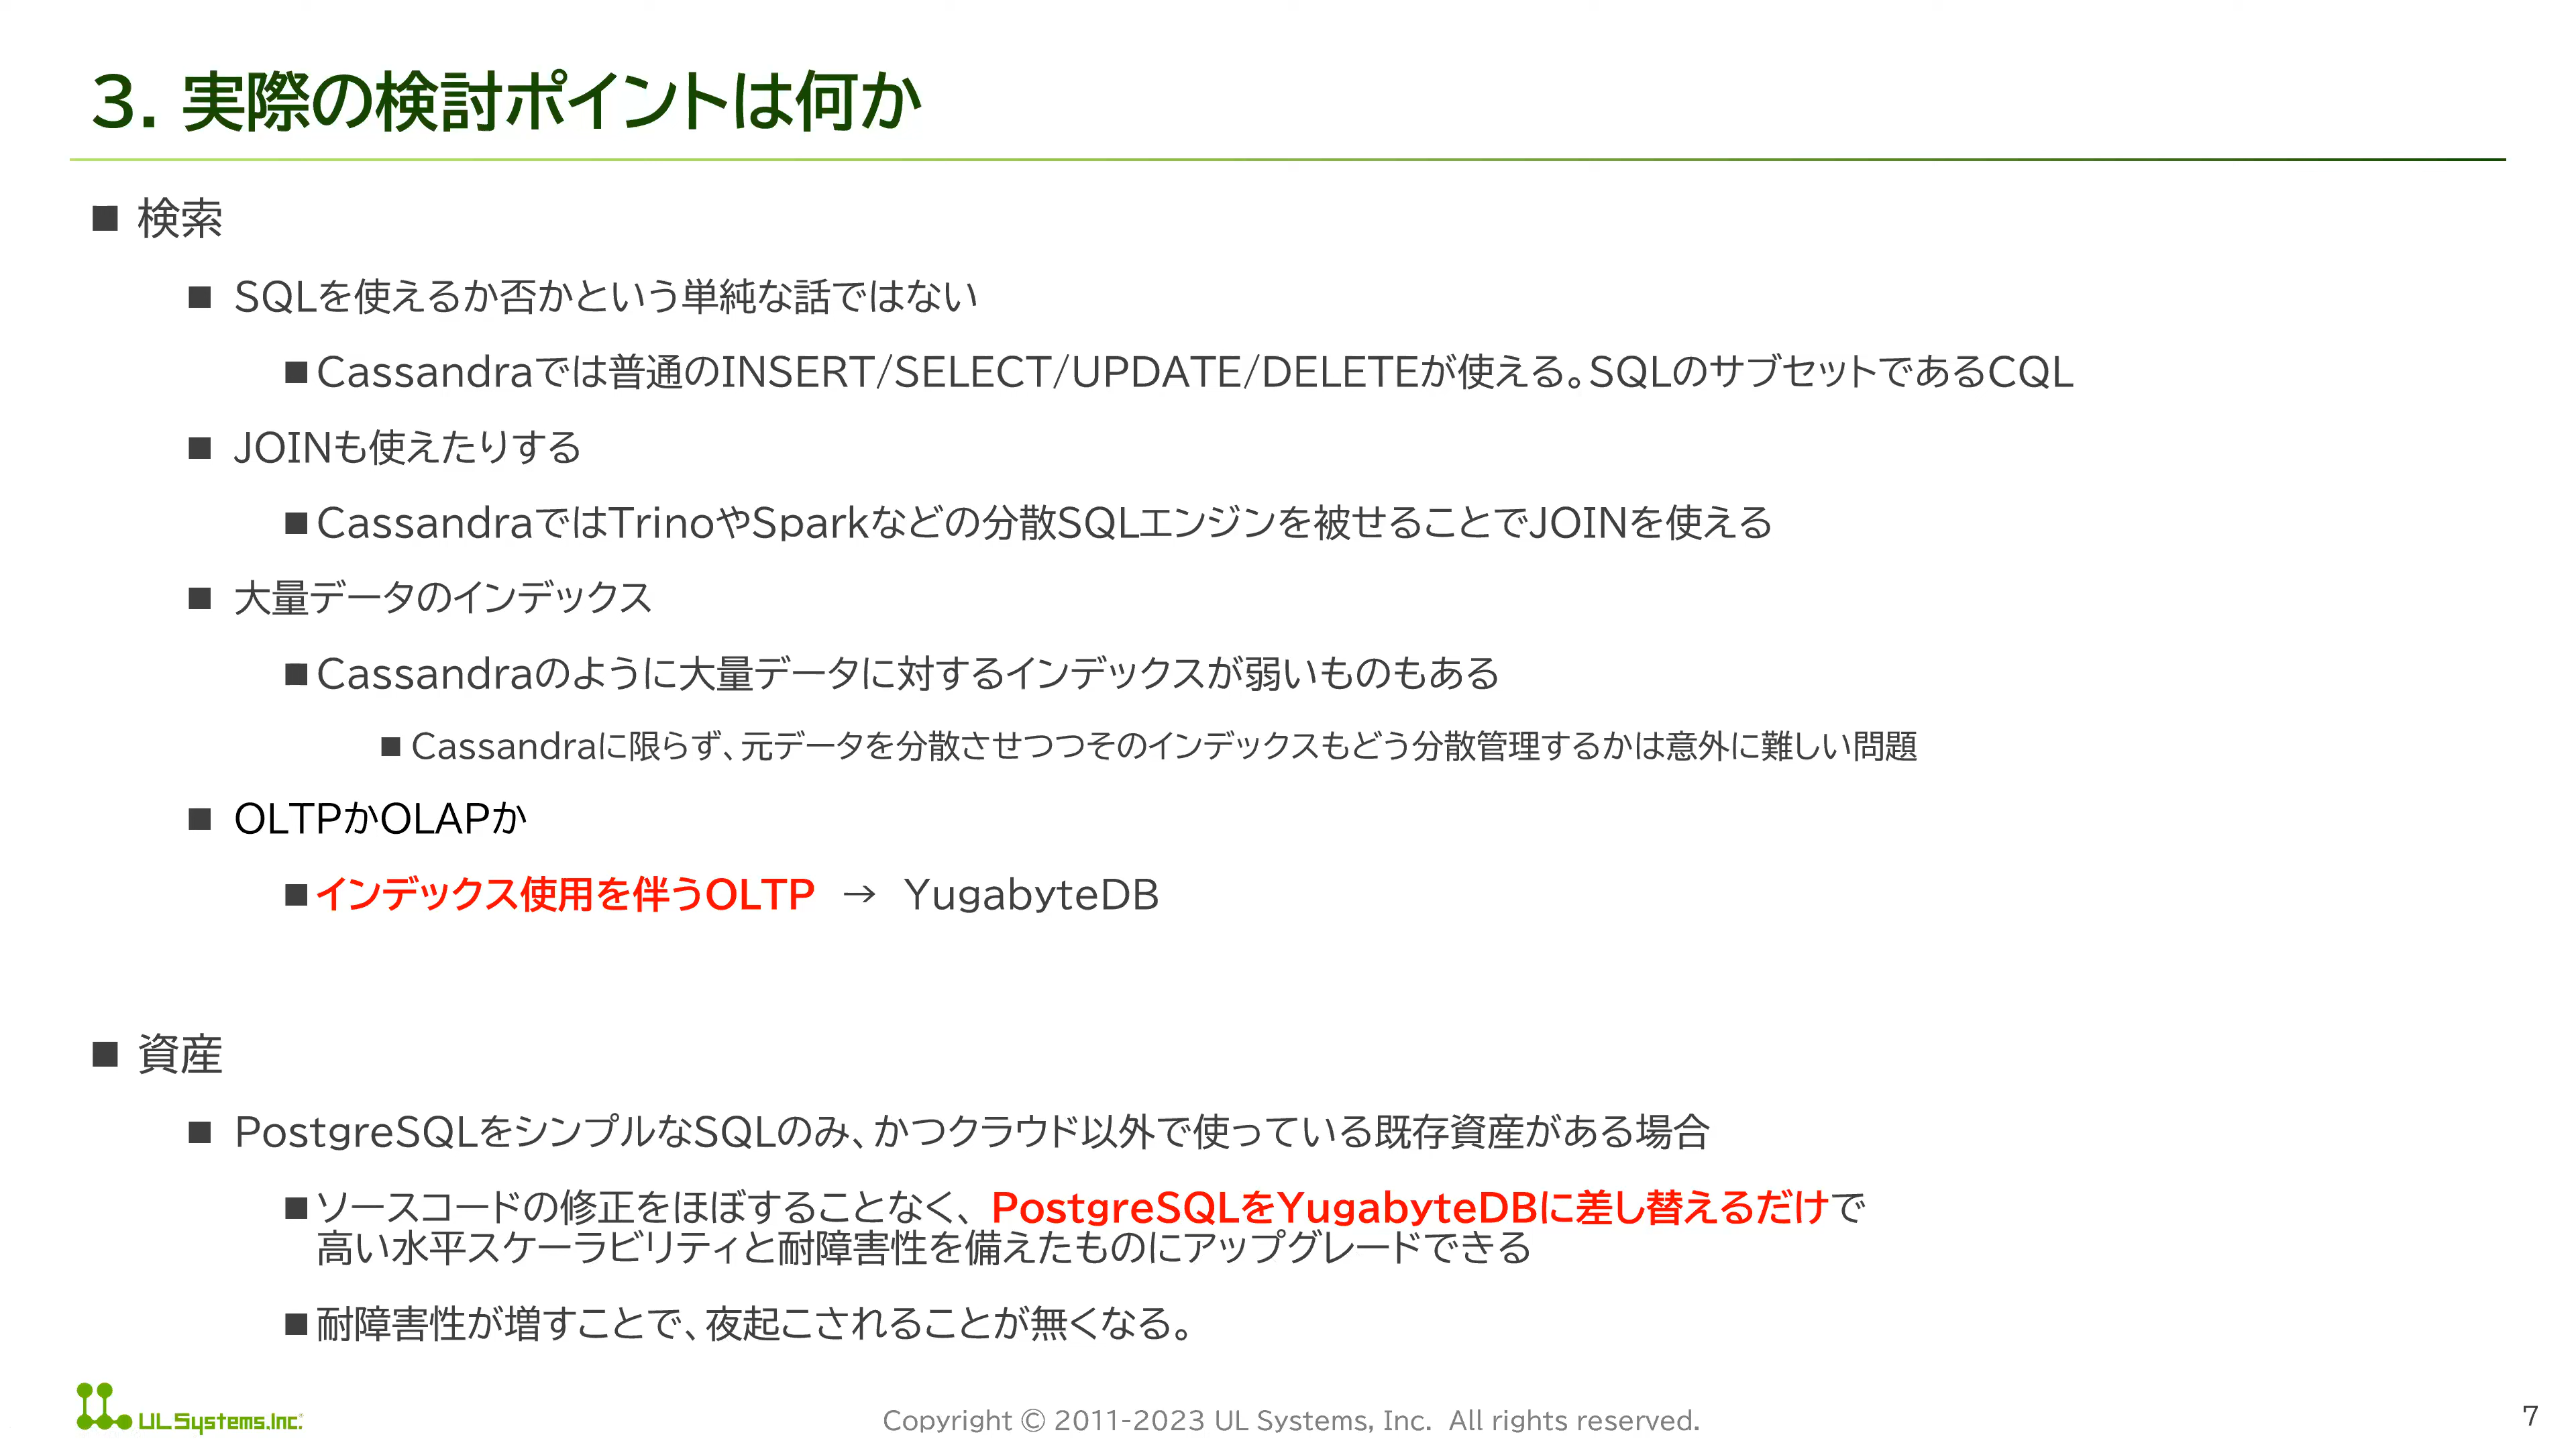 3. 実際の検討ポイントは何か
■ 検索
■ SQLを使えるか否かという単純な話ではない
■ Cassandraでは普通のINSERT/SELECT/UPDATE/DELETEが使える。SQLのサブセットであるCQL
■ JOINも使えたりする
■ CassandraではTrinoやSparkなどの分散SQLエンジンを被せることでJOINを使える
■ 大量データのインデックス
■ Cassandraのように大量データに対するインデックスが弱いものもある
■ Cassandraに限らず、元データを分散させつつそのインデックスもどう分散管理するかは意外に難しい問題
■ OLTPかOLAPか
■ インデックス使用を伴うOLTP → YugabyteDB
■ 資産
■ PostgreSQLをシンプルなSQLのみ、かつクラウド以外で使っている既存資産がある場合
■ ソースコードの修正をほぼすることなく、PostgreSQLをYugabyteDBに差し替えるだけで
高い水平スケーラビリティと耐障害性を備えたものにアップグレードできる
■ 耐障害性が増すことで、夜起こされることが無くなる。
UL Systems,Inc.
Copyright © 2011-2023 UL Systems, Inc. All rights reserved.
7